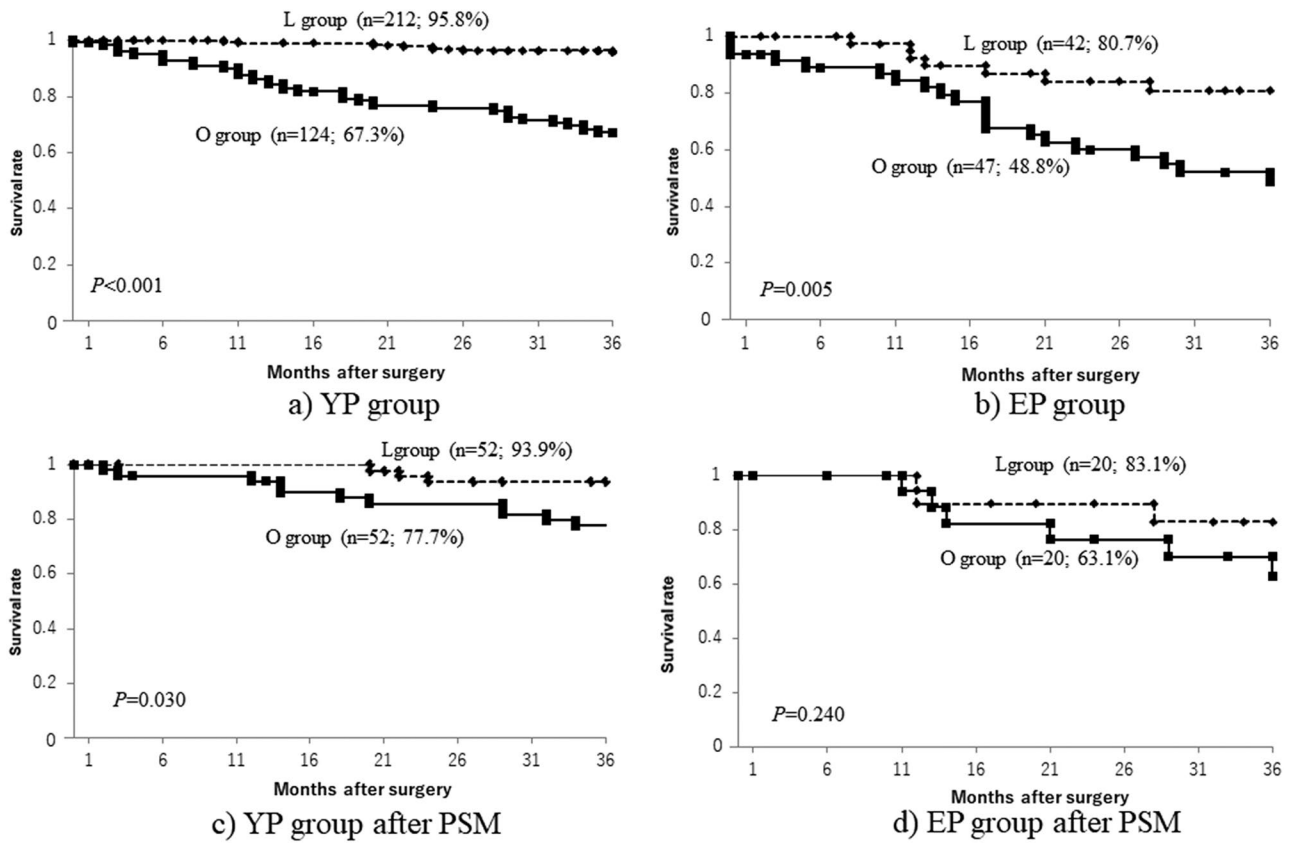 L group (n=212; 95.8%)
1
0.8
0.6
0.4
0.2
0
Survival rate
O group (n=124; 67.3%)
P<0.001
1 6 11 16 21 26 31 36
Months after surgery
a) YP group
1
0.8
0.6
0.4
0.2
0
Survival rate
L group (n=42; 80.7%)
O group (n=47; 48.8%)
P=0.005
1 6 11 16 21 26 31 36
Months after surgery
b) EP group
1
0.8
0.6
0.4
0.2
0
Survival rate
Lgroup (n=52; 93.9%)
O group (n=52; 77.7%)
P=0.030
1 6 11 16 21 26 31 36
Months after surgery
c) YP group after PSM
1
0.8
0.6
0.4
0.2
0
Survival rate
Lgroup (n=20; 83.1%)
O group (n=20; 63.1%)
P=0.240
1 6 11 16 21 26 31 36
Months after surgery
d) EP group after PSM